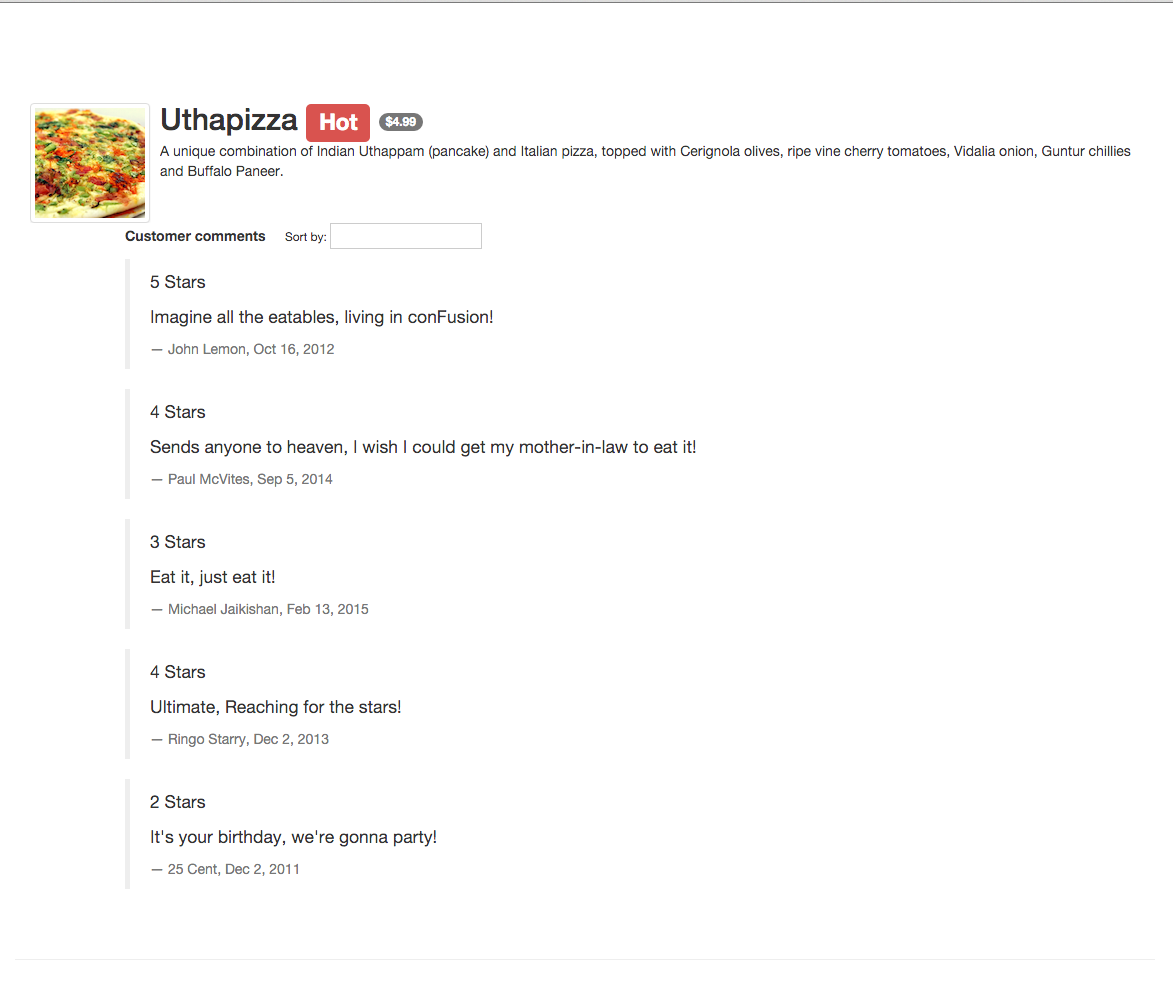 Uthapizza Hot $4.99
A unique combination of Indian Uthappam (pancake) and Italian pizza, topped with Cerignola olives, ripe vine cherry tomatoes, Vidalia onion, Guntur chillies
and Buffalo Paneer.
Customer comments Sort by:
5 Stars
Imagine all the eatables, living in conFusion!
— John Lemon, Oct 16, 2012
4 Stars
Sends anyone to heaven, I wish I could get my mother-in-law to eat it!
— Paul McVites, Sep 5, 2014
3 Stars
Eat it, just eat it!
— Michael Jaikishan, Feb 13, 2015
4 Stars
Ultimate, Reaching for the stars!
— Ringo Starry, Dec 2, 2013
2 Stars
It's your birthday, we're gonna party!
— 25 Cent, Dec 2, 2011